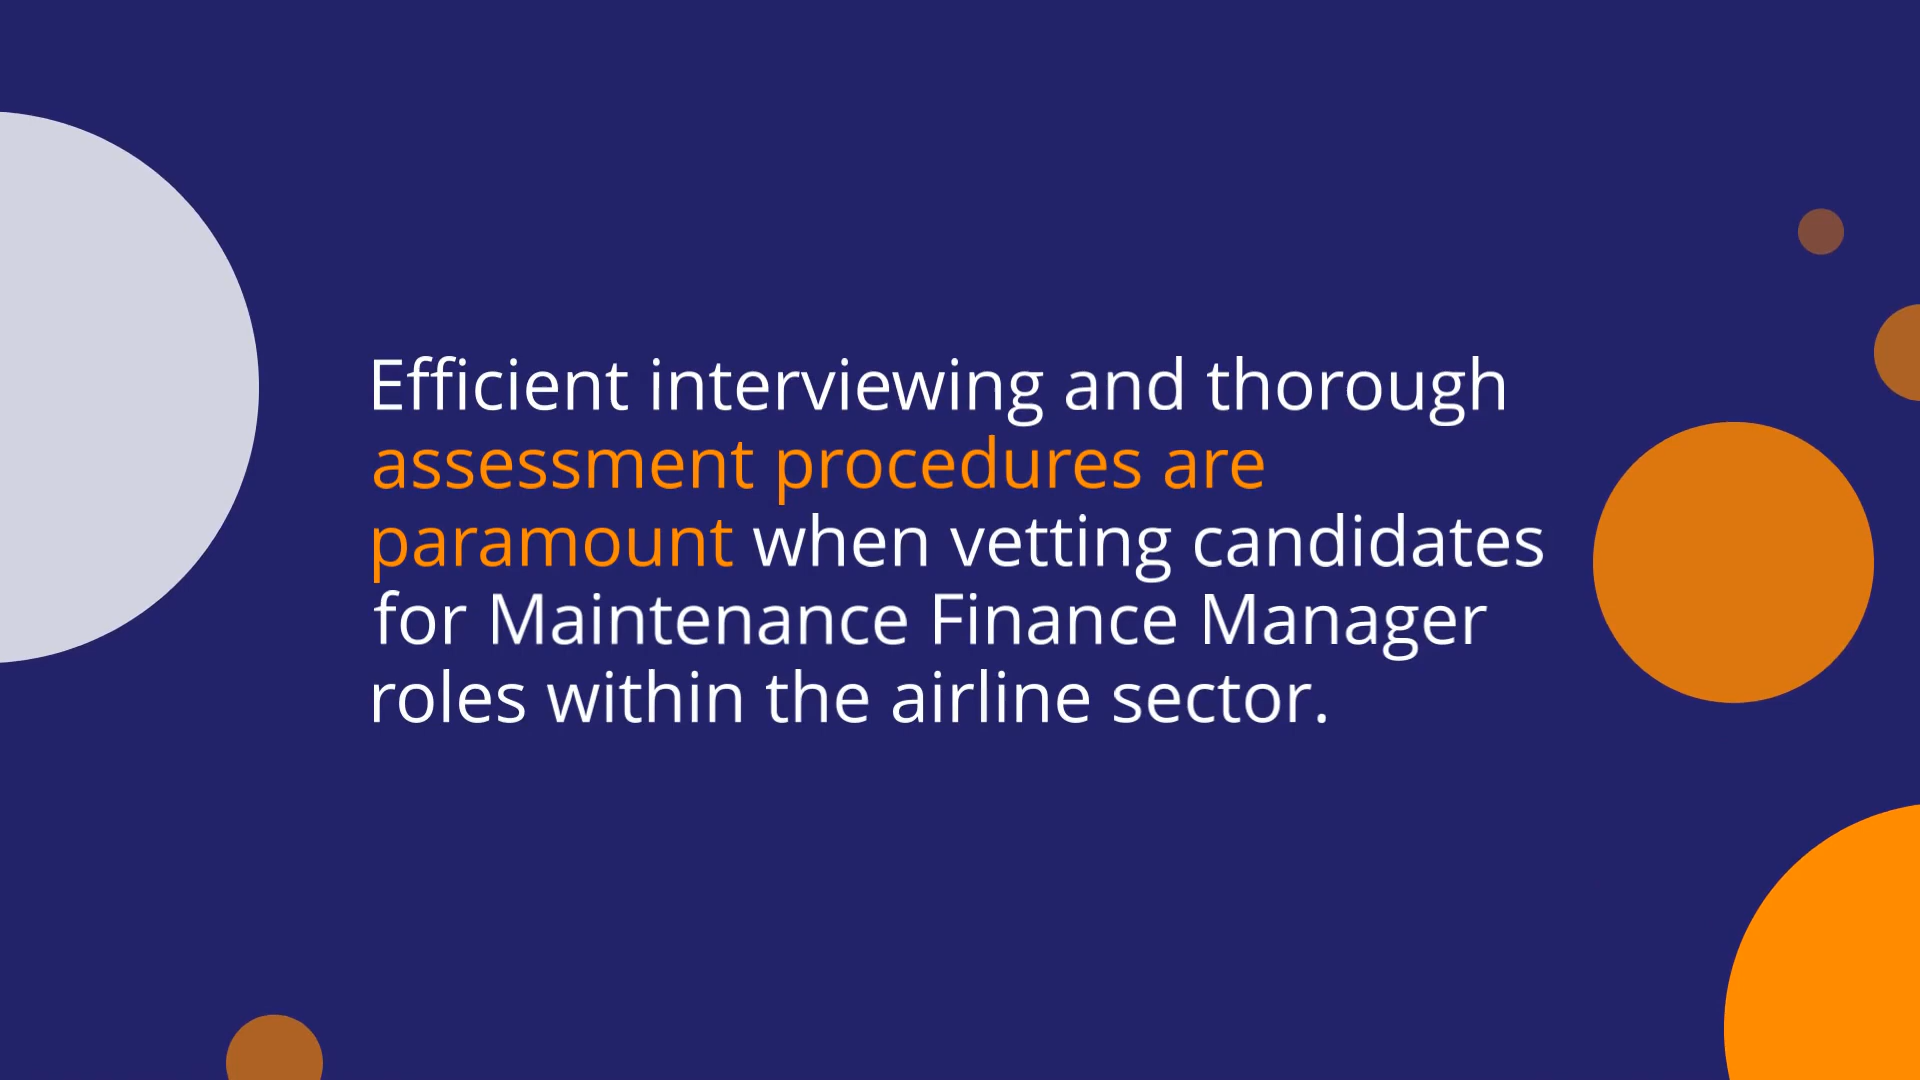 Efficient interviewing and thorough
assessment procedures are
paramount when vetting candidates
for Maintenance Finance Manager
roles within the airline sector.